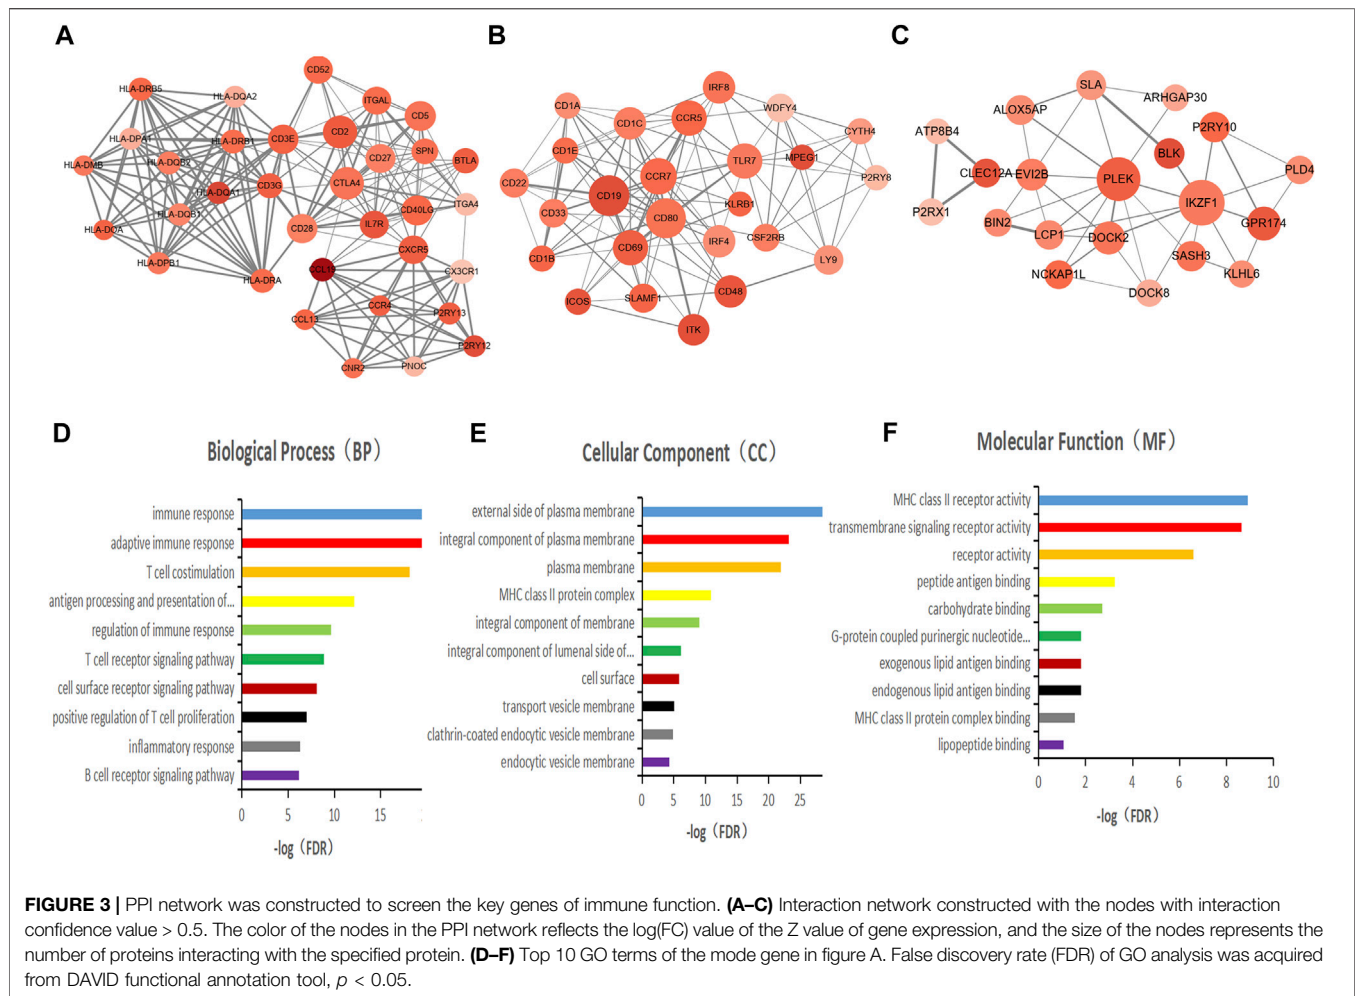 A
B
C
CD52
HLA-DRB5
HLA-DQA2
ITGAL
CD5
HLA-DPA1
HLA-DRB1
CD3E
CD2
SPN
HLA-DMB
HLA-DQB2
CD27
BTLA
HLA-DQA1
CD3G
CTLA4
HLA-DQB1
CD40LG
ITGA4
HLA-DOA
CD28
IL7R
CXCR5
HLA-DPB1
HLA-DRA
CCL19
CX3CR1
CCL13
CCR4
P2RY13
P2RY12
CNR2
PNOC
IRF8
CD1A
WDFY4
CD1C
CCR5
CYTH4
CD1E
TLR7
MPEG1
CD22
CCR7
P2RY8
CD19
KLRB1
CD33
CD80
CD69
IRF4
CSF2RB
CD1B
LY9
ICOS
SLAMF1
CD48
ITK
SLA
ALOX5AP
ARHGAP30
ATP8B4
P2RY10
BLK
CLEC12A
EVI2B
PLEK
PLD4
P2RX1
IKZF1
BIN2
LCP1
DOCK2
GPR174
SASH3
NCKAP1L
KLHL6
DOCK8
D
Biological Process（BP）
immune response
adaptive immune response
T cell costimulation
antigen processing and presentation of...
regulation of immune response
T cell receptor signaling pathway
cell surface receptor signaling pathway
positive regulation of T cell proliferation
inflammatory response
B cell receptor signaling pathway
0 5 10 15
-log（FDR）
E
Cellular Component（CC）
external side of plasma membrane
integral component of plasma membrane
plasma membrane
MHC class II protein complex
integral component of membrane
integral component of lumenal side of...
cell surface
transport vesicle membrane
clathrin-coated endocytic vesicle membrane
endocytic vesicle membrane
0 5 10 15 20 25
-log（FDR）
F
Molecular Function（MF）
MHC class II receptor activity
transmembrane signaling receptor activity
receptor activity
peptide antigen binding
carbohydrate binding
G-protein coupled purinergic nucleotide...
exogenous lipid antigen binding
endogenous lipid antigen binding
MHC class II protein complex binding
lipopeptide binding
0 2 4 6 8 10
-log（FDR）
FIGURE 3 | PPI network was constructed to screen the key genes of immune function. (A–C) Interaction network constructed with the nodes with interaction
confidence value > 0.5. The color of the nodes in the PPI network reflects the log(FC) value of the Z value of gene expression, and the size of the nodes represents the
number of proteins interacting with the specified protein. (D–F) Top 10 GO terms of the mode gene in figure A. False discovery rate (FDR) of GO analysis was acquired
from DAVID functional annotation tool, p < 0.05.